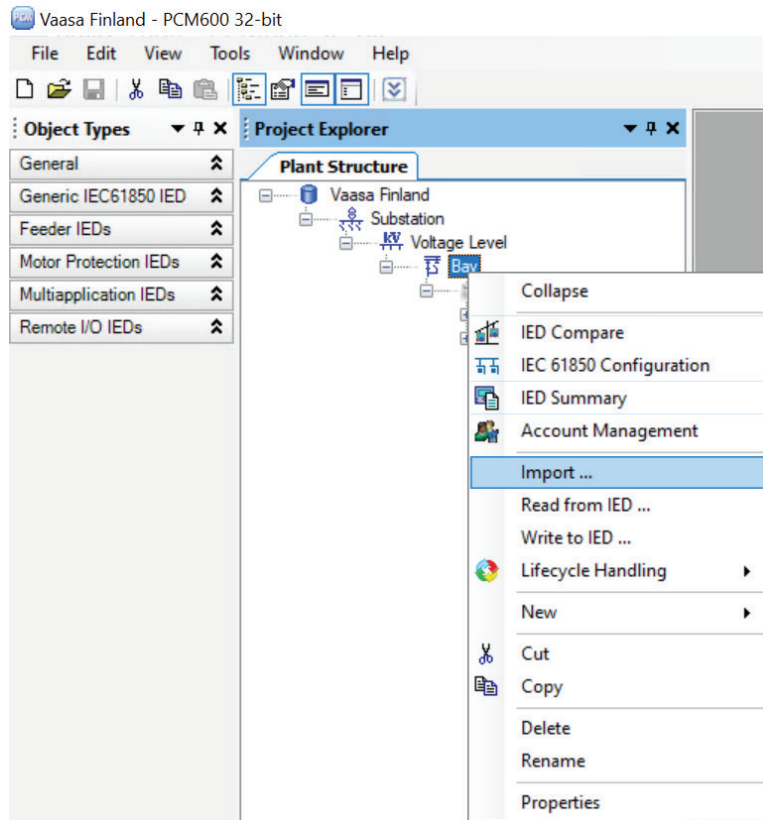 PCM Vaasa Finland - PCM600 32-bit
File Edit View Tools Window Help
Object Types
General
Generic IEC61850 IED
Feeder IEDs
Motor Protection IEDs
Multiapplication IEDs
Remote I/O IEDs
Project Explorer
Plant Structure
Vaasa Finland
Substation
kV Voltage Level
Bay
Collapse
IED Compare
IEC 61850 Configuration
IED Summary
Account Management
Import ...
Read from IED ...
Write to IED ...
Lifecycle Handling
New
Cut
Copy
Delete
Rename
Properties